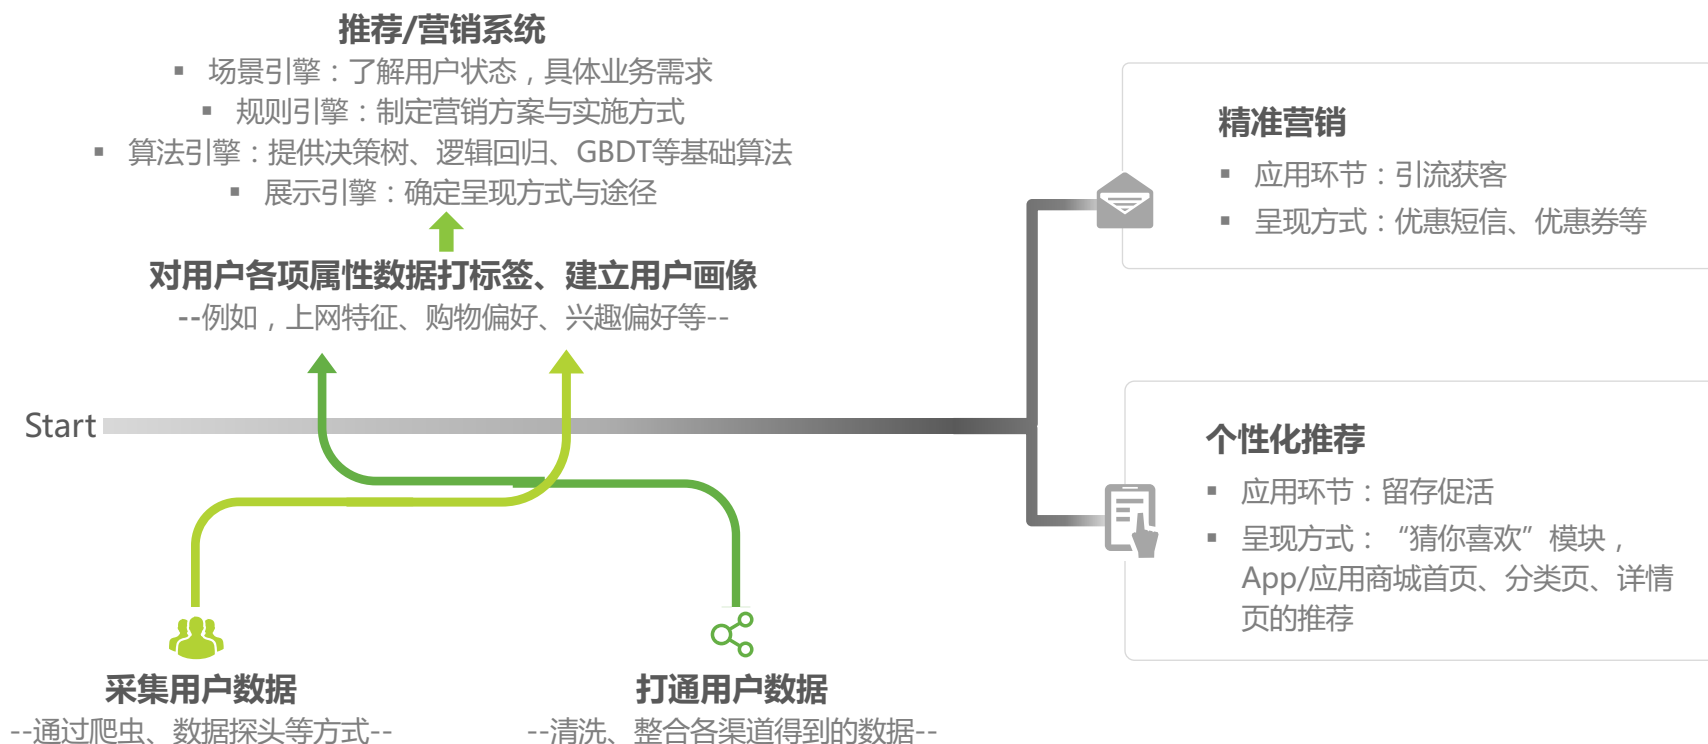 推荐/营销系统
▪ 场景引擎：了解用户状态，具体业务需求
▪ 规则引擎：制定营销方案与实施方式
▪ 算法引擎：提供决策树、逻辑回归、GBDT等基础算法
▪ 展示引擎：确定呈现方式与途径
对用户各项属性数据打标签、建立用户画像
--例如，上网特征、购物偏好、兴趣偏好等--
Start
采集用户数据
--通过爬虫、数据探头等方式--
打通用户数据
--清洗、整合各渠道得到的数据--
精准营销
▪ 应用环节：引流获客
▪ 呈现方式：优惠短信、优惠券等
个性化推荐
▪ 应用环节：留存促活
▪ 呈现方式：“猜你喜欢”模块，
App/应用商城首页、分类页、详情
页的推荐